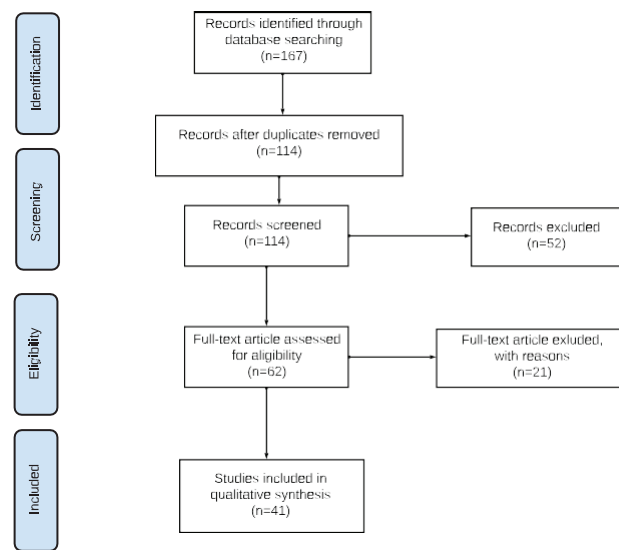 Identification
Records identified through
database searching
(n=167)
Records after duplicates removed
(n=114)
Screening
Records screened
(n=114)
Records excluded
(n=52)
Eligibility
Full-text article assessed
for aligibility
(n=62)
Full-text article exluded,
with reasons
(n=21)
Included
Studies included in
qualitative synthesis
(n=41)